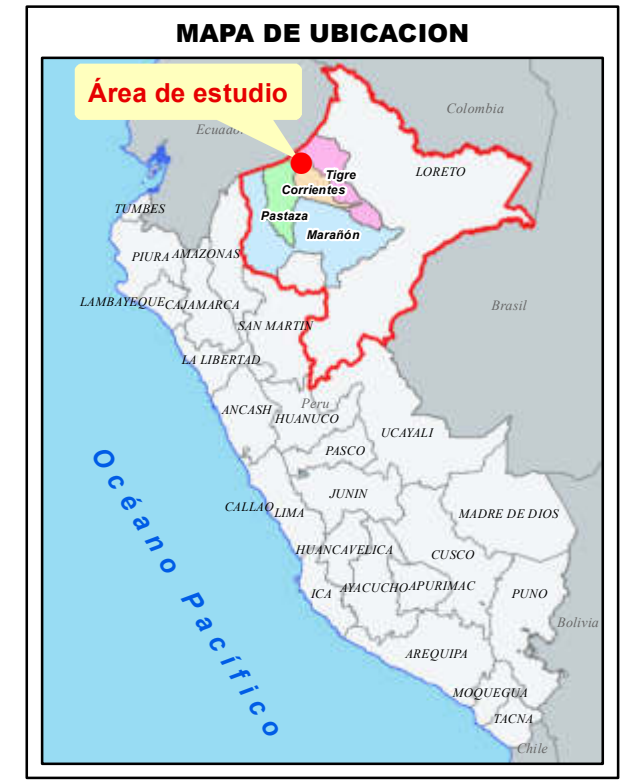 MAPA DE UBICACION
Área de estudio
Colombia
Ecuador
LORETO
Tigre
Corrientes
Pastaza
Marañón
TUMBES
PIURA
AMAZONAS
LAMBAYEQUE
CAJAMARCA
SAN MARTIN
Brasil
LA LIBERTAD
Peru
ANCASH
HUANUCO
UCAYALI
PASCO
JUNIN
CALLAO
LIMA
MADRE DE DIOS
HUANCAVELICA
CUSCO
ICA
AYACUCHO
APURIMAC
PUNO
Bolivia
AREQUIPA
MOQUEGUA
TACNA
Chile
Océano Pacífico